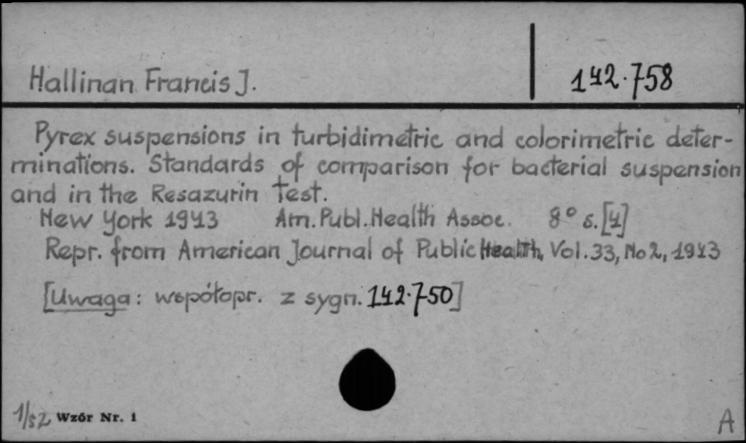 Hallinan Francis J.
142.758
Pyrex suspensions in turbidimetric and colorimetric deter-
minations. Standards of comparison for bacterial suspension
and in the Resazurin test.
New York 1943 Am. Publ. Health Assoc. 8° s.[4]
Repr. from American Journal of Public Health, Vol. 33, No 2, 1943
[Uwaga: współopr. z sygn. 142.750]
1/52 Wzór Nr. 1
A